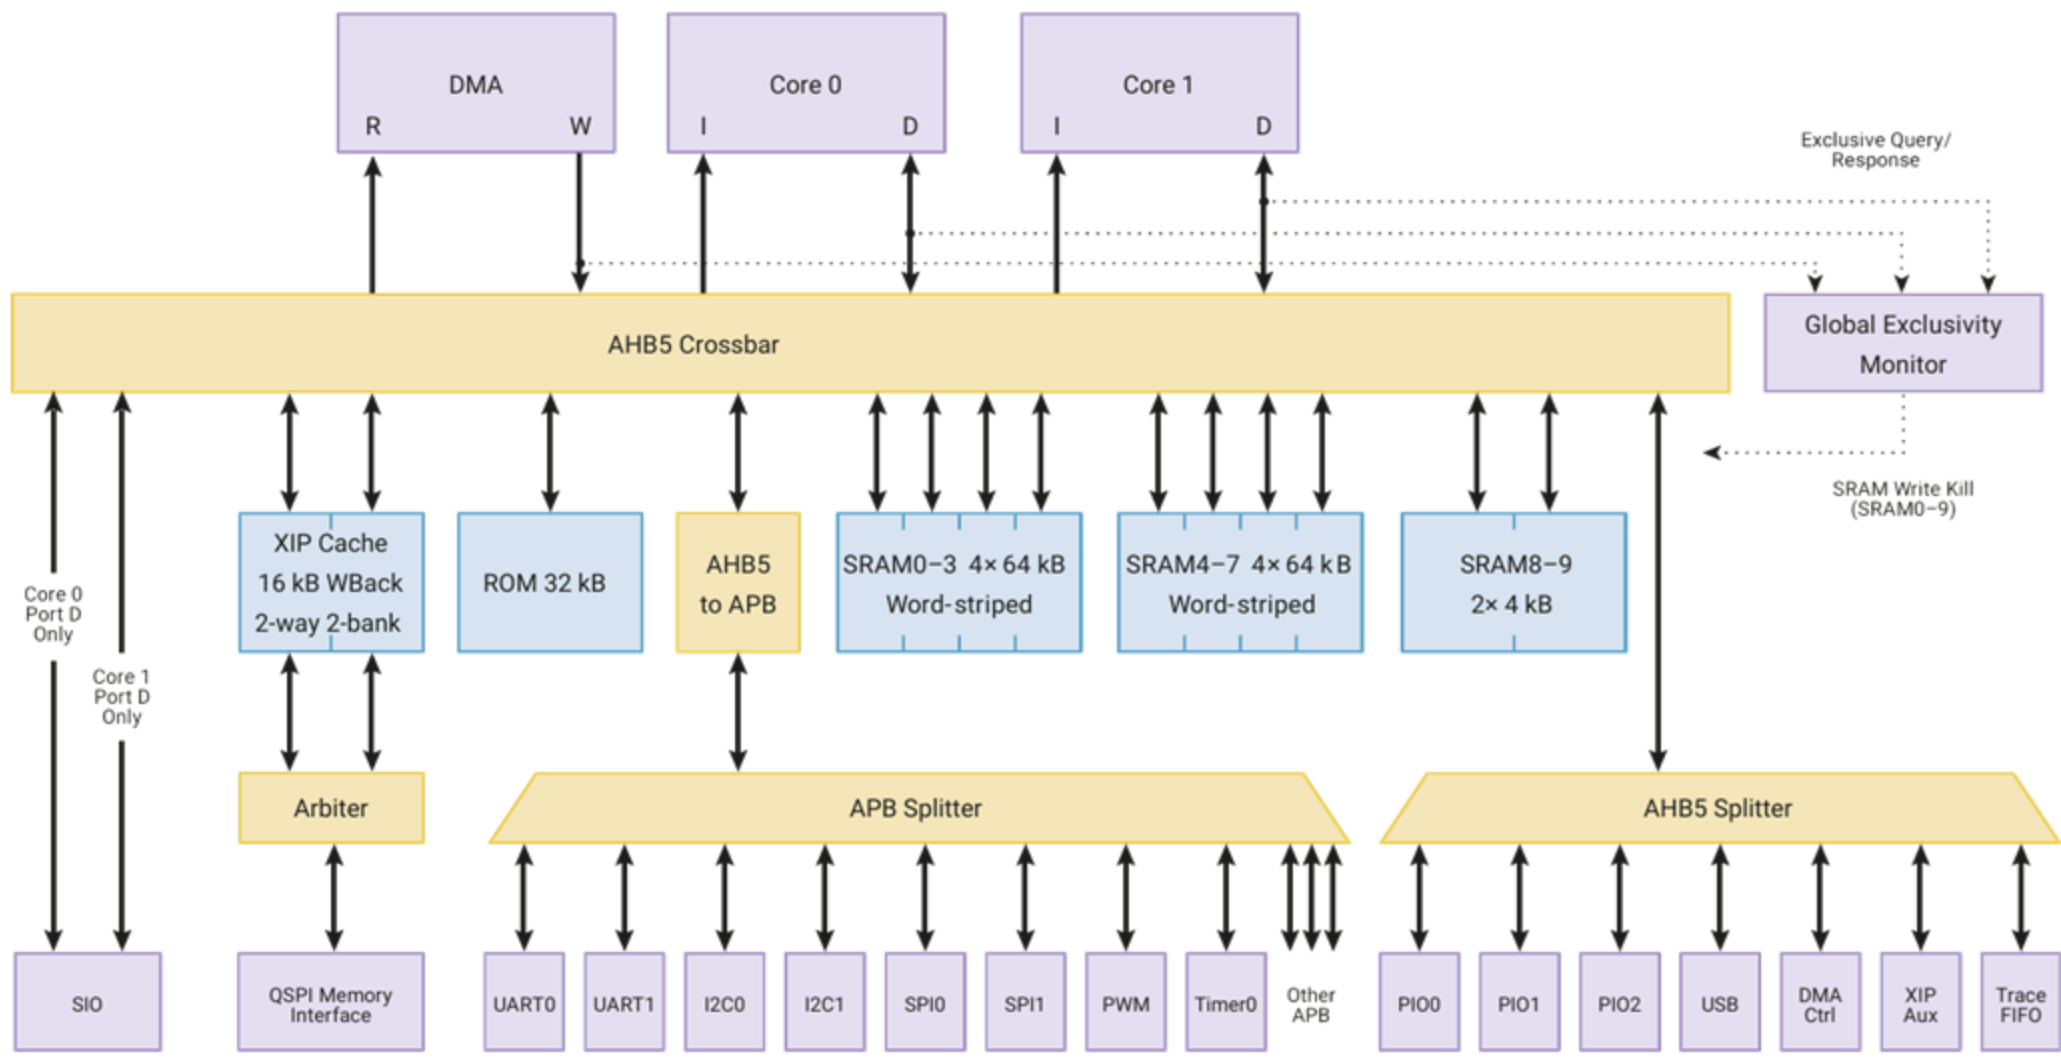 DMA
R W
Core 0
I D
Core 1
I D
Exclusive Query/
Response
AHB5 Crossbar
Global Exclusivity
Monitor
SRAM Write Kill
(SRAM0–9)
Core 0
Port D
Only
Core 1
Port D
Only
XIP Cache
16 kB WBack
2-way 2-bank
ROM 32 kB
AHB5
to APB
SRAM0–3 4× 64 kB
Word-striped
SRAM4–7 4× 64 kB
Word-striped
SRAM8–9
2× 4 kB
Arbiter
APB Splitter
AHB5 Splitter
SIO
QSPI Memory
Interface
UART0
UART1
I2C0
I2C1
SPI0
SPI1
PWM
Timer0
Other
APB
PIO0
PIO1
PIO2
USB
DMA
Ctrl
XIP
Aux
Trace
FIFO